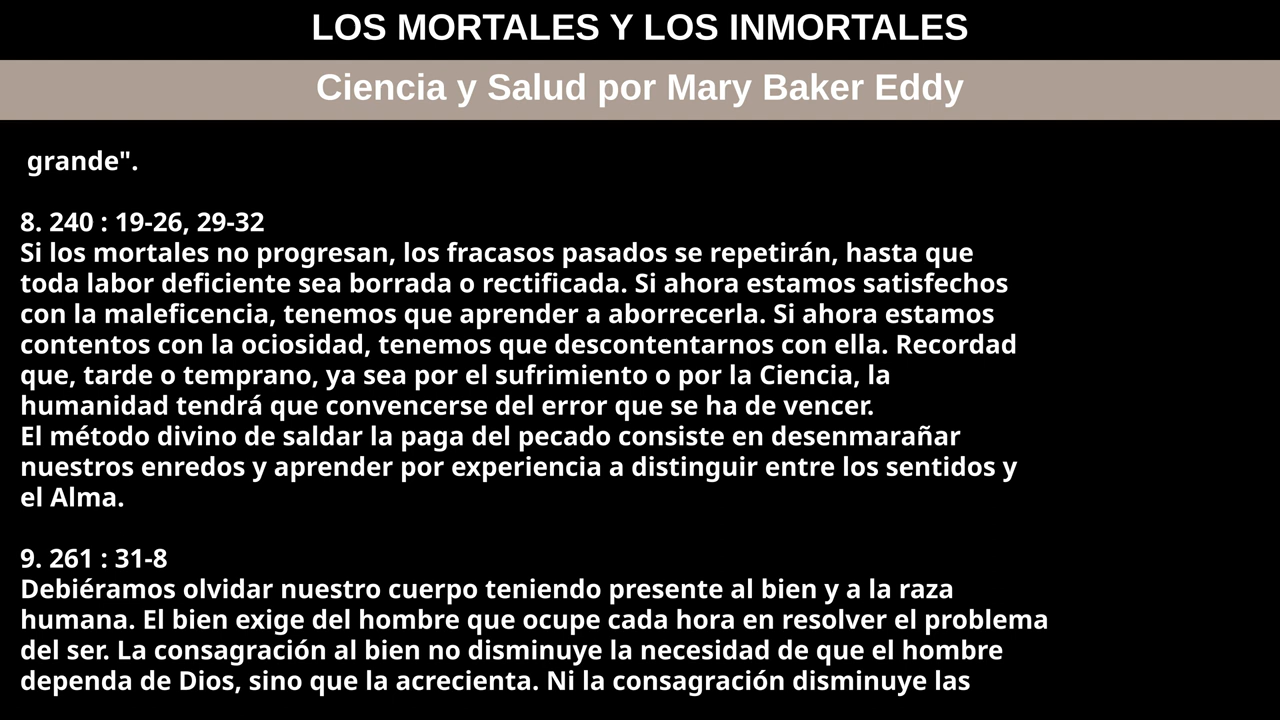 LOS MORTALES Y LOS INMORTALES
Ciencia y Salud por Mary Baker Eddy
grande".
8. 240 : 19-26, 29-32
Si los mortales no progresan, los fracasos pasados se repetirán, hasta que
toda labor deficiente sea borrada o rectificada. Si ahora estamos satisfechos
con la maleficencia, tenemos que aprender a aborrecerla. Si ahora estamos
contentos con la ociosidad, tenemos que descontentarnos con ella. Recordad
que, tarde o temprano, ya sea por el sufrimiento o por la Ciencia, la
humanidad tendrá que convencerse del error que se ha de vencer.
El método divino de saldar la paga del pecado consiste en desenmarañar
nuestros enredos y aprender por experiencia a distinguir entre los sentidos y
el Alma.
9. 261 : 31-8
Debiéramos olvidar nuestro cuerpo teniendo presente al bien y a la raza
humana. El bien exige del hombre que ocupe cada hora en resolver el problema
del ser. La consagración al bien no disminuye la necesidad de que el hombre
dependa de Dios, sino que la acrecienta. Ni la consagración disminuye las